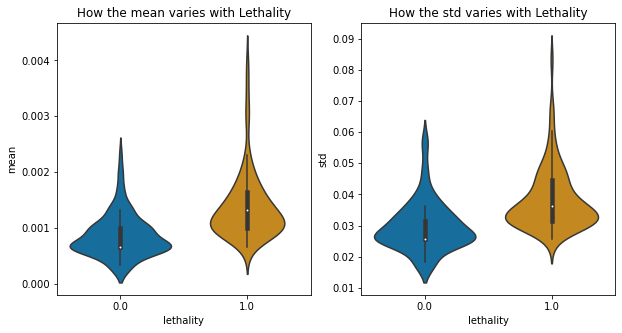 How the mean varies with Lethality
mean
0.004
0.003
0.002
0.001
0.000
0.0 1.0
lethality
How the std varies with Lethality
std
0.09
0.08
0.07
0.06
0.05
0.04
0.03
0.02
0.01
0.0 1.0
lethality